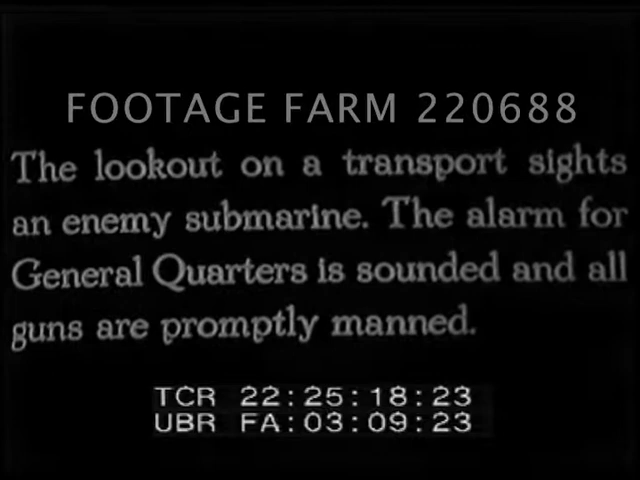 FOOTAGE FARM 220688
The lookout on a transport sights
an enemy submarine. The alarm for
General Quarters is sounded and all
guns are promptly manned.
TCR 22:25:18:23
UBR FA:03:09:23